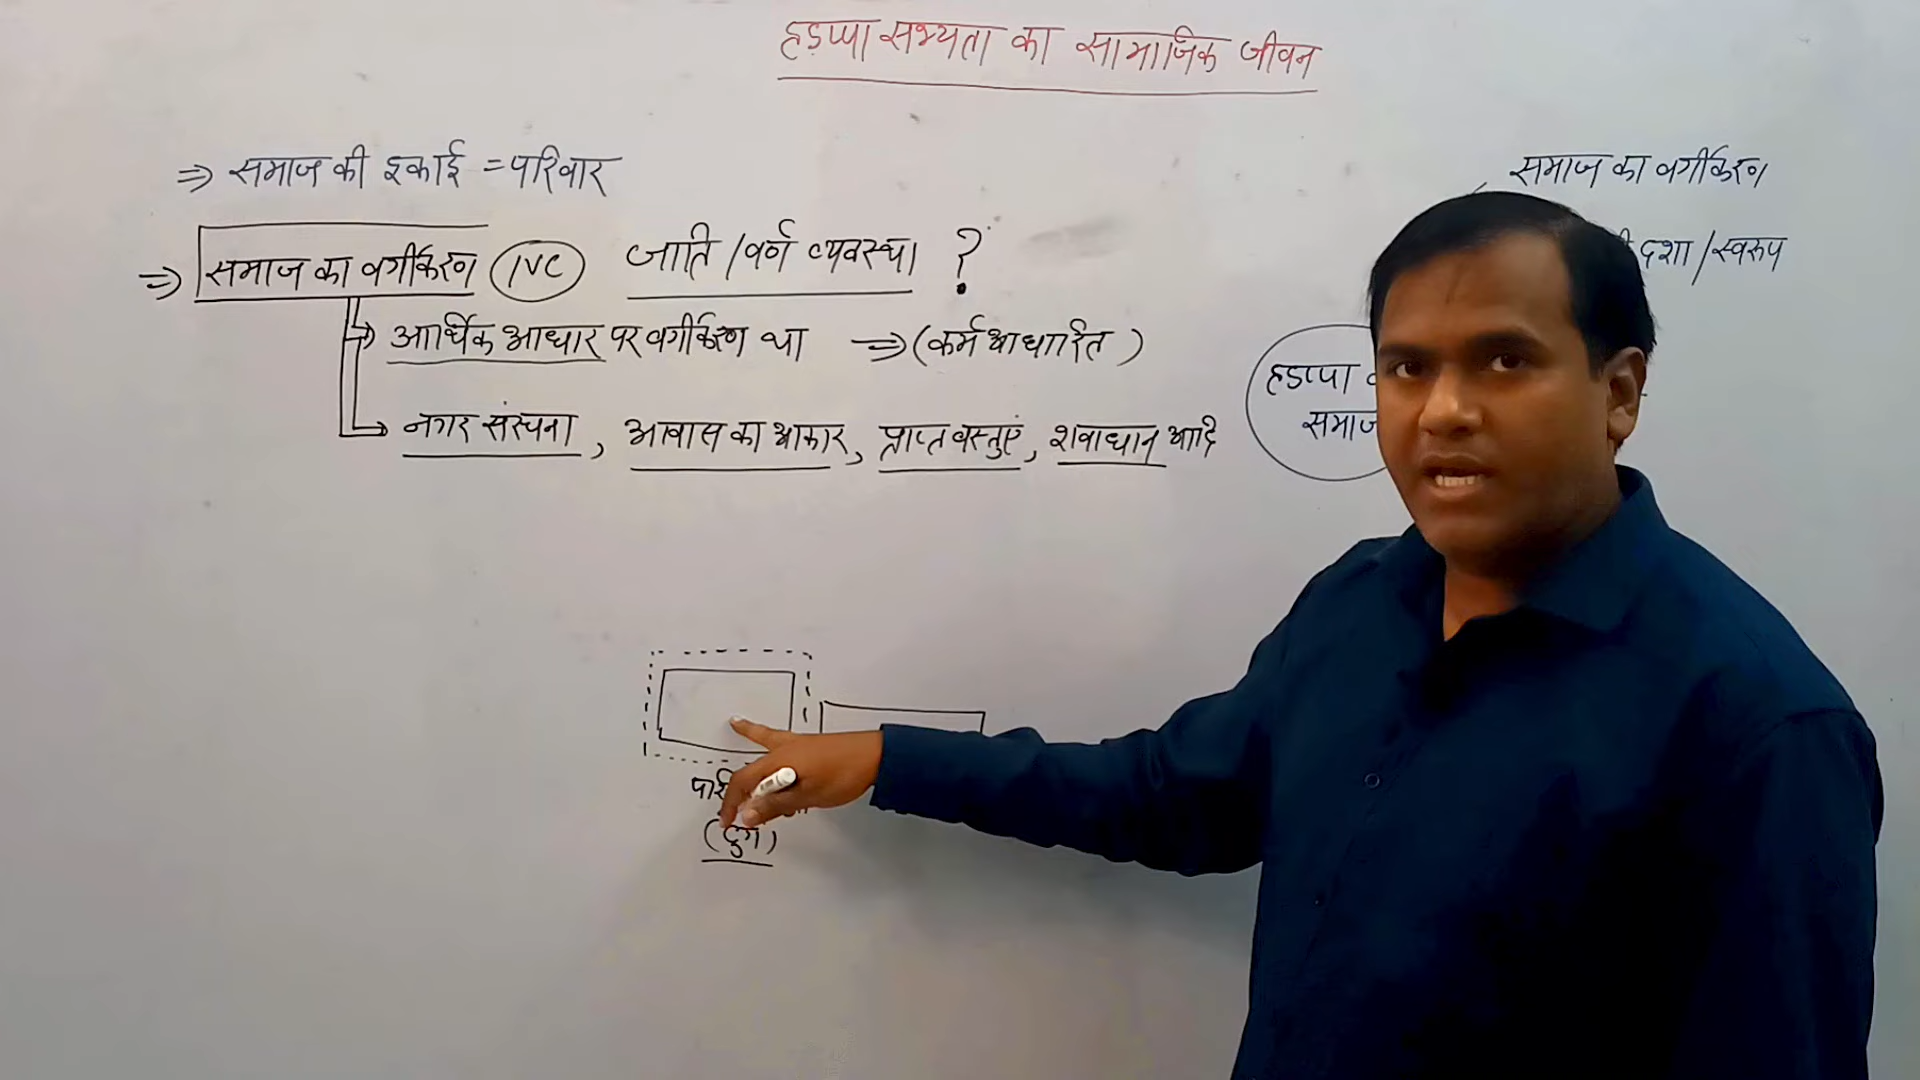 हड़प्पा सभ्यता का सामाजिक जीवन
⇒ समाज की इकाई = परिवार
⇒ समाज का वर्गीकरण IVC जाति/वर्ण व्यवस्था ?
आर्थिक आधार पर वर्गीकरण था ⇒ (कर्म आधारित)
नगर संरचना, आवास का आकार, प्राप्त वस्तुएं, शवाधान आदि
समाज का वर्गीकरण
दशा/स्वरूप
हडप्पा
समाज
(दुर्ग)